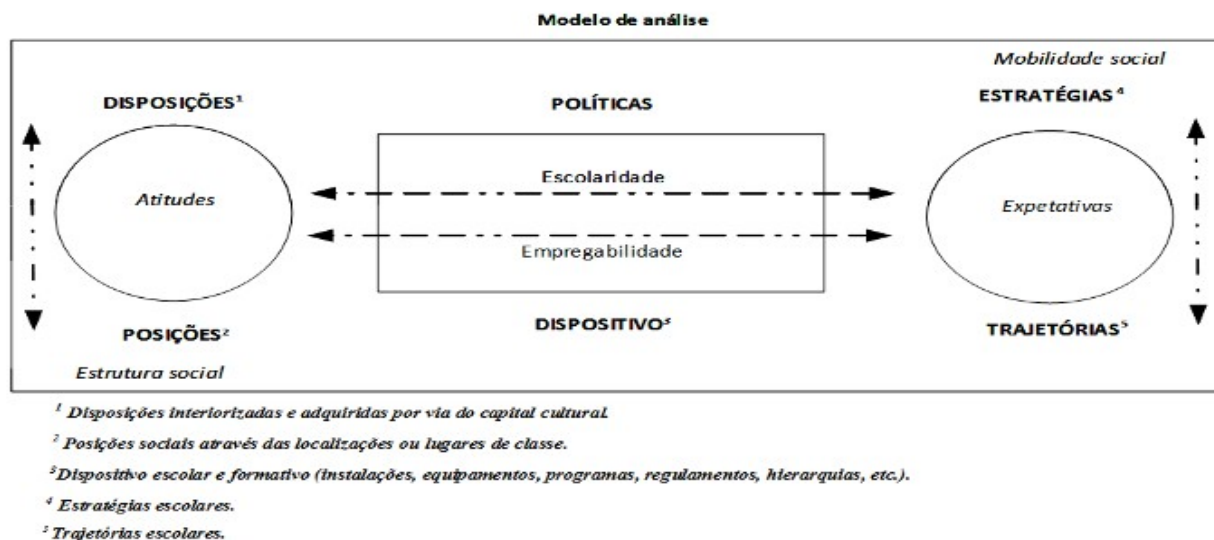 Modelo de análise
Mobilidade social
DISPOSIÇÕES¹
POLÍTICAS
ESTRATÉGIAS⁴
Atitudes
Escolaridade
Empregabilidade
Expetativas
POSIÇÕES²
DISPOSITIVO³
TRAJETÓRIAS⁵
Estrutura social
¹ Disposições interiorizadas e adquiridas por via do capital cultural.
² Posições sociais através das localizações ou lugares de classe.
³Dispositivo escolar e formativo (instalações, equipamentos, programas, regulamentos, hierarquias, etc.).
⁴ Estratégias escolares.
⁵ Trajetórias escolares.